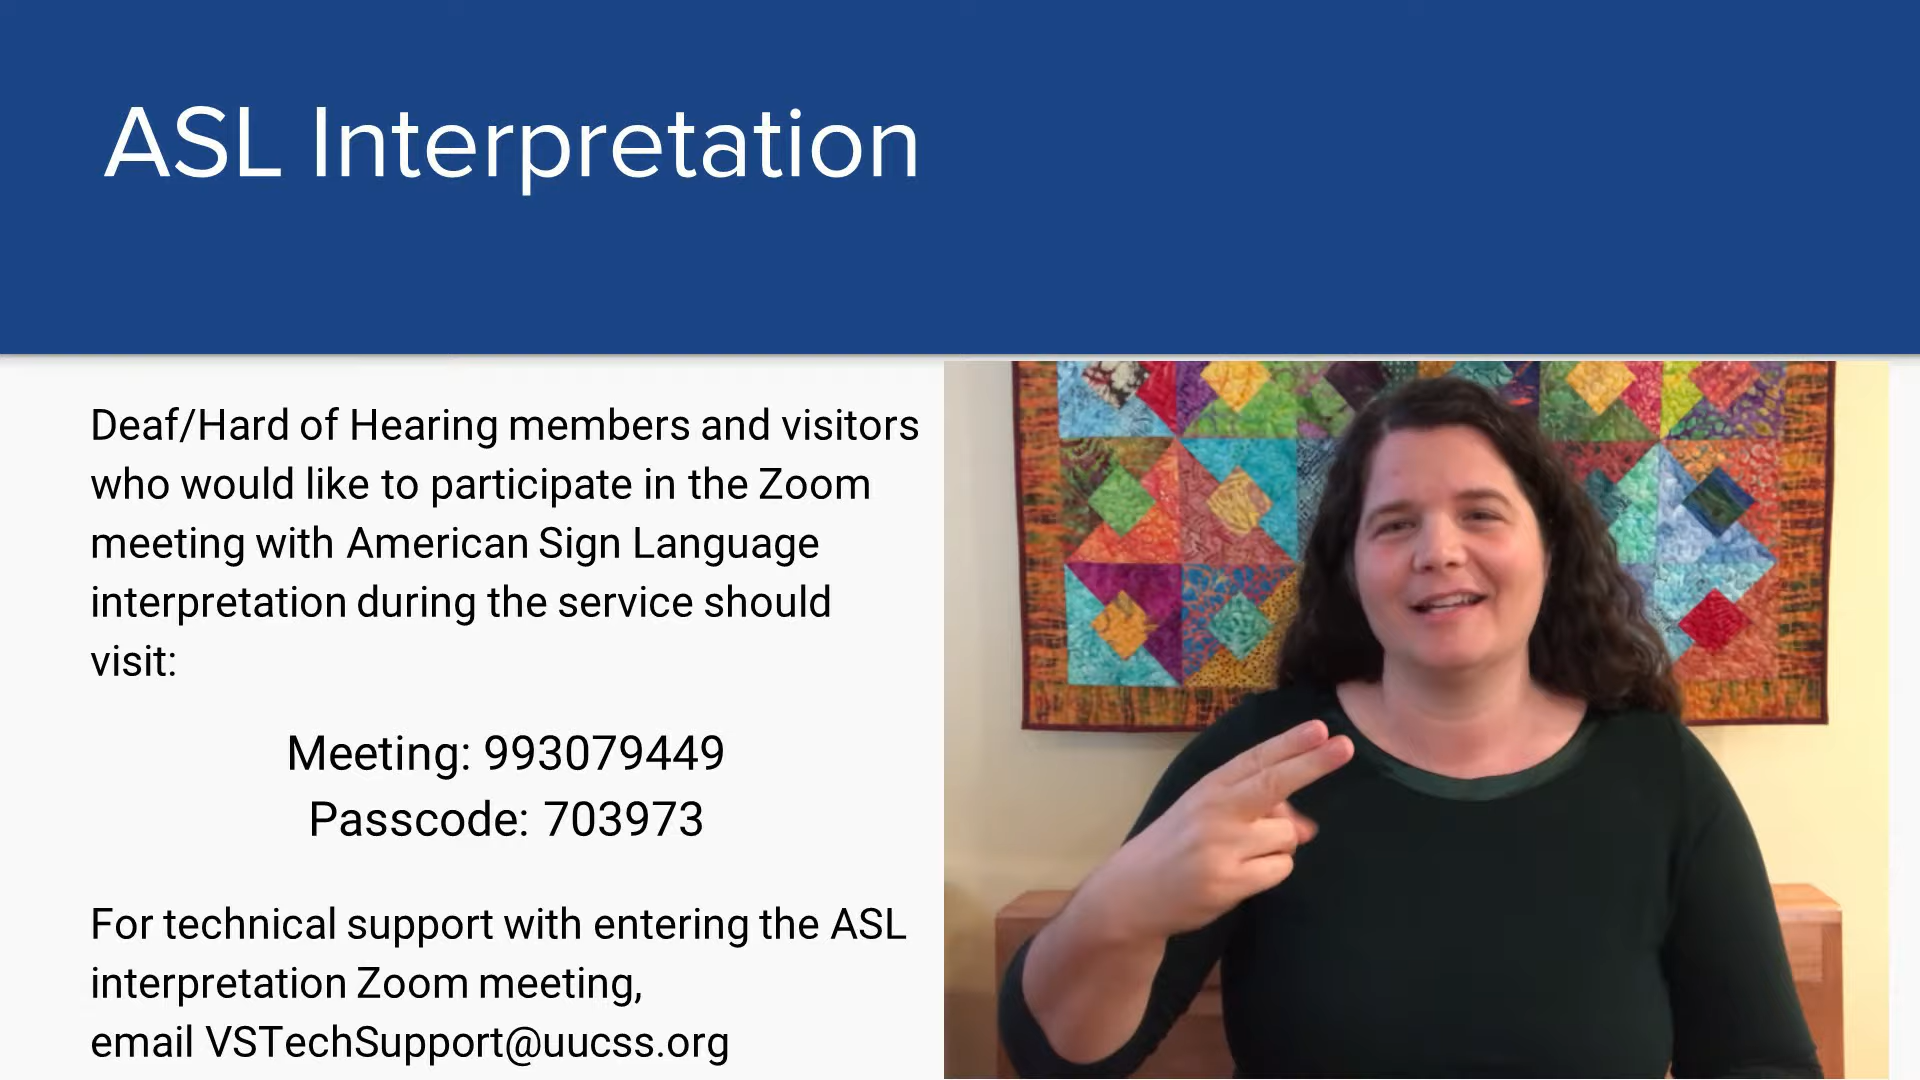 ASL Interpretation
Deaf/Hard of Hearing members and visitors
who would like to participate in the Zoom
meeting with American Sign Language
interpretation during the service should
visit:
Meeting: 993079449
Passcode: 703973
For technical support with entering the ASL
interpretation Zoom meeting,
email VSTechSupport@uucss.org